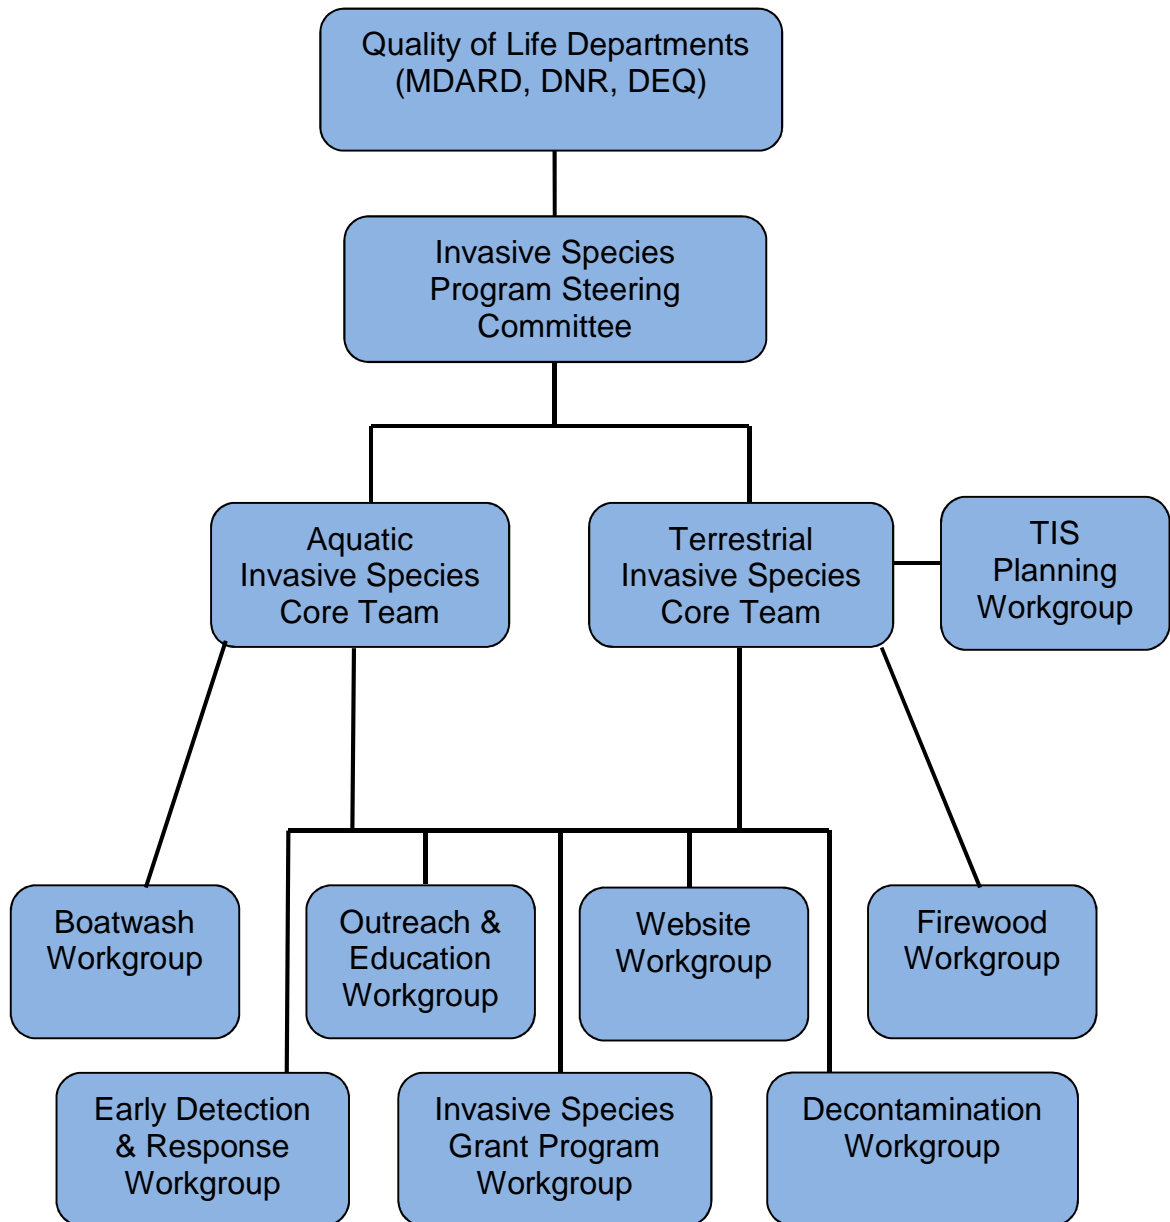 Quality of Life Departments
(MDARD, DNR, DEQ)
Invasive Species
Program Steering
Committee
Aquatic
Invasive Species
Core Team
Terrestrial
Invasive Species
Core Team
TIS
Planning
Workgroup
Boatwash
Workgroup
Outreach &
Education
Workgroup
Website
Workgroup
Firewood
Workgroup
Early Detection
& Response
Workgroup
Invasive Species
Grant Program
Workgroup
Decontamination
Workgroup